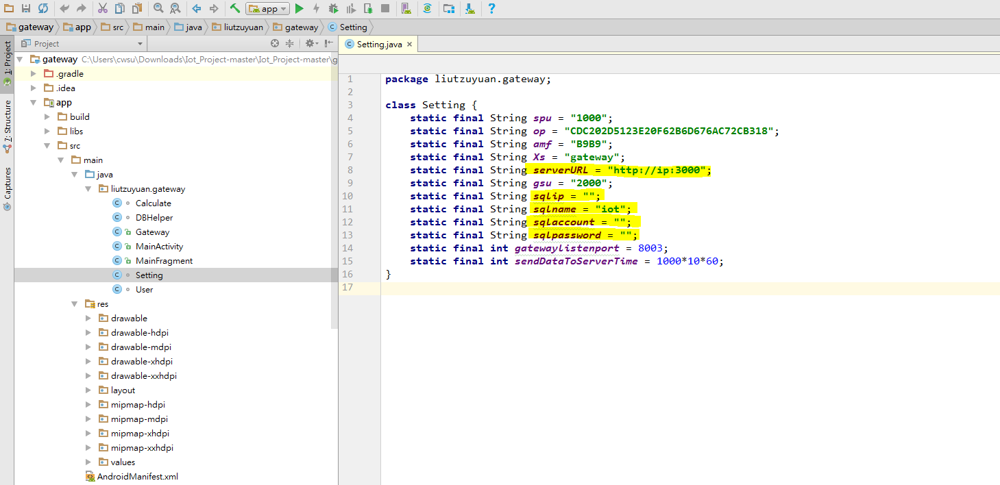 app
gateway app src main java liutzuyuan gateway Setting
Project
Setting.java
1: Project
7: Structure
Captures
gateway C:\Users\cwsu\Downloads\Iot_Project-master\Iot_Project-master\g
.gradle
.idea
app
build
libs
src
main
java
liutzuyuan.gateway
Calculate
DBHelper
Gateway
MainActivity
MainFragment
Setting
User
res
drawable
drawable-hdpi
drawable-mdpi
drawable-xhdpi
drawable-xxhdpi
layout
mipmap-hdpi
mipmap-mdpi
mipmap-xhdpi
mipmap-xxhdpi
values
AndroidManifest.xml
1 package liutzuyuan.gateway;
2
3 class Setting {
4 static final String spu = "1000";
5 static final String op = "CDC202D5123E20F62B6D676AC72CB318";
6 static final String amf = "B9B9";
7 static final String Xs = "gateway";
8 static final String serverURL = "http://ip:3000";
9 static final String gsu = "2000";
10 static final String sqlip = "";
11 static final String sqlname = "iot";
12 static final String sqlaccount = "";
13 static final String sqlpassword = "";
14 static final int gatewaylistenport = 8003;
15 static final int sendDataToServerTime = 1000*10*60;
16 }
17